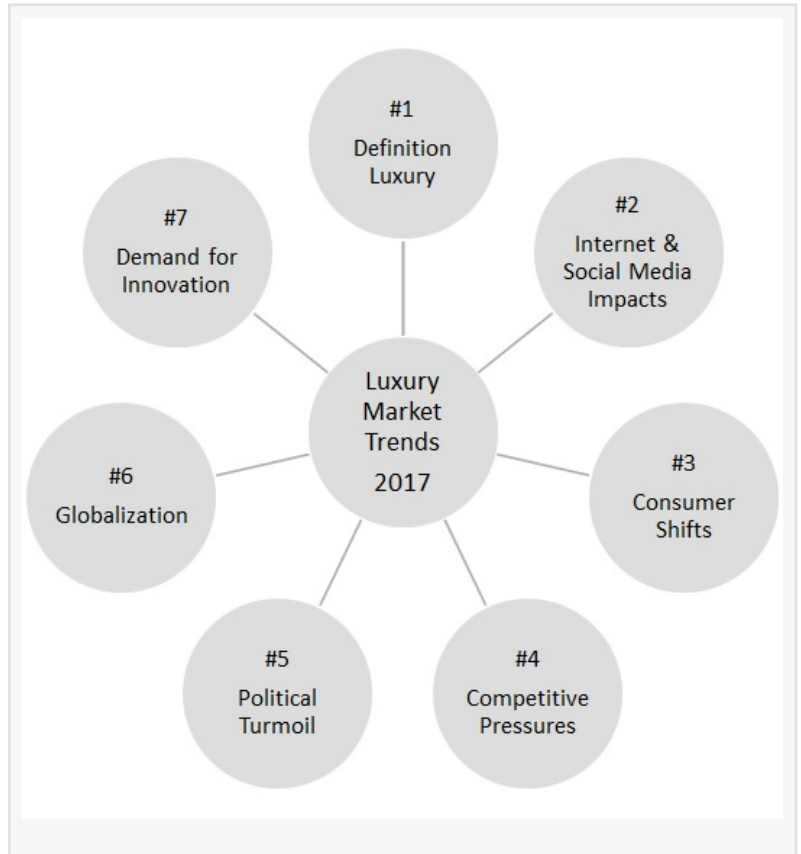 #1
Definition
Luxury
#2
Internet &
Social Media
Impacts
#7
Demand for
Innovation
Luxury
Market
Trends
2017
#3
Consumer
Shifts
#6
Globalization
#4
Competitive
Pressures
#5
Political
Turmoil